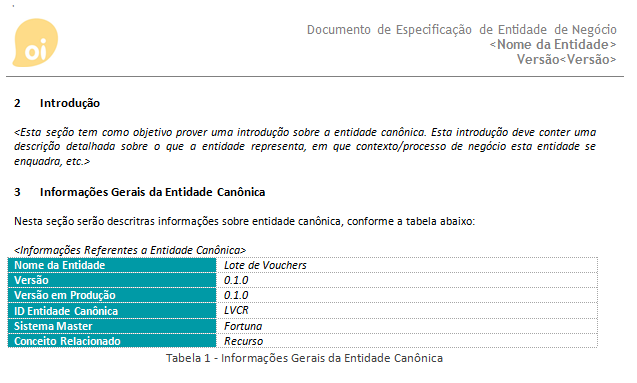 oi
Documento de Especificação de Entidade de Negócio
<Nome da Entidade>
Versão<Versão>
2 Introdução
<Esta seção tem como objetivo prover uma introdução sobre a entidade canônica. Esta introdução deve conter uma
descrição detalhada sobre o que a entidade representa, em que contexto/processo de negócio esta entidade se
enquadra, etc.>
3 Informações Gerais da Entidade Canônica
Nesta seção serão descritras informações sobre entidade canônica, conforme a tabela abaixo:
<Informações Referentes a Entidade Canônica>
Nome da Entidade Lote de Vouchers
Versão 0.1.0
Versão em Produção 0.1.0
ID Entidade Canônica LVCR
Sistema Master Fortuna
Conceito Relacionado Recurso
Tabela 1 - Informações Gerais da Entidade Canônica